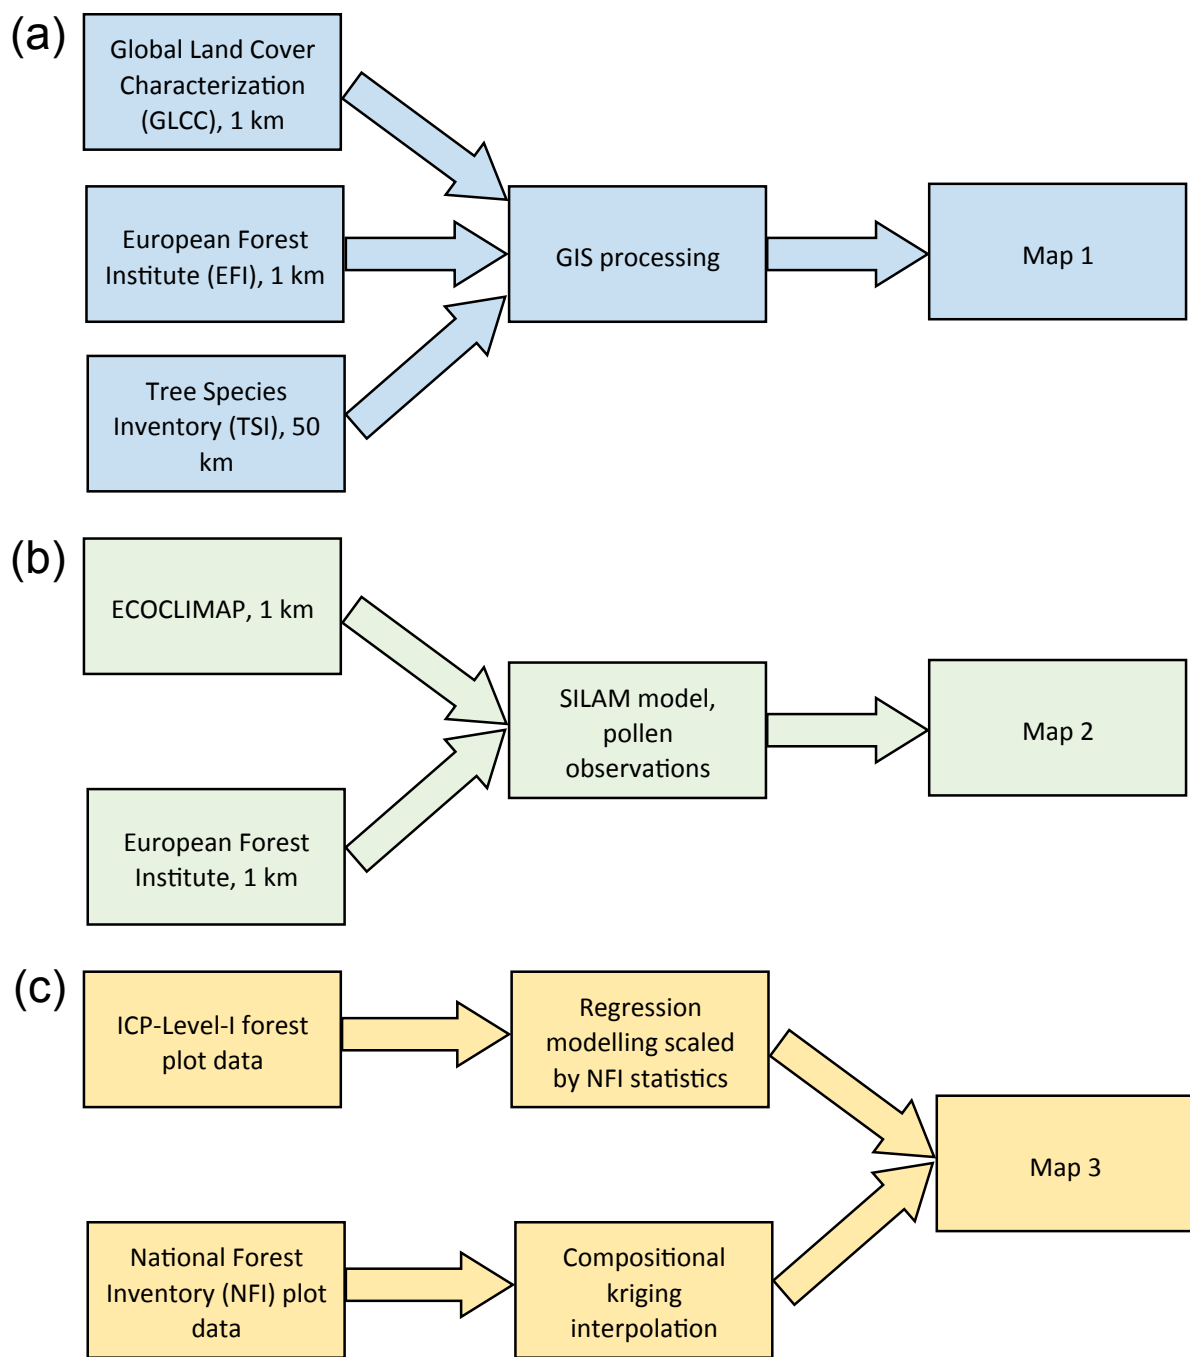 (a)
Global Land Cover
Characterization
(GLCC), 1 km
European Forest
Institute (EFI), 1 km
Tree Species
Inventory (TSI), 50
km
GIS processing
Map 1
(b)
ECOCLIMAP, 1 km
European Forest
Institute, 1 km
SILAM model,
pollen
observations
Map 2
(c)
ICP-Level-I forest
plot data
Regression
modelling scaled
by NFI statistics
National Forest
Inventory (NFI) plot
data
Compositional
kriging
interpolation
Map 3